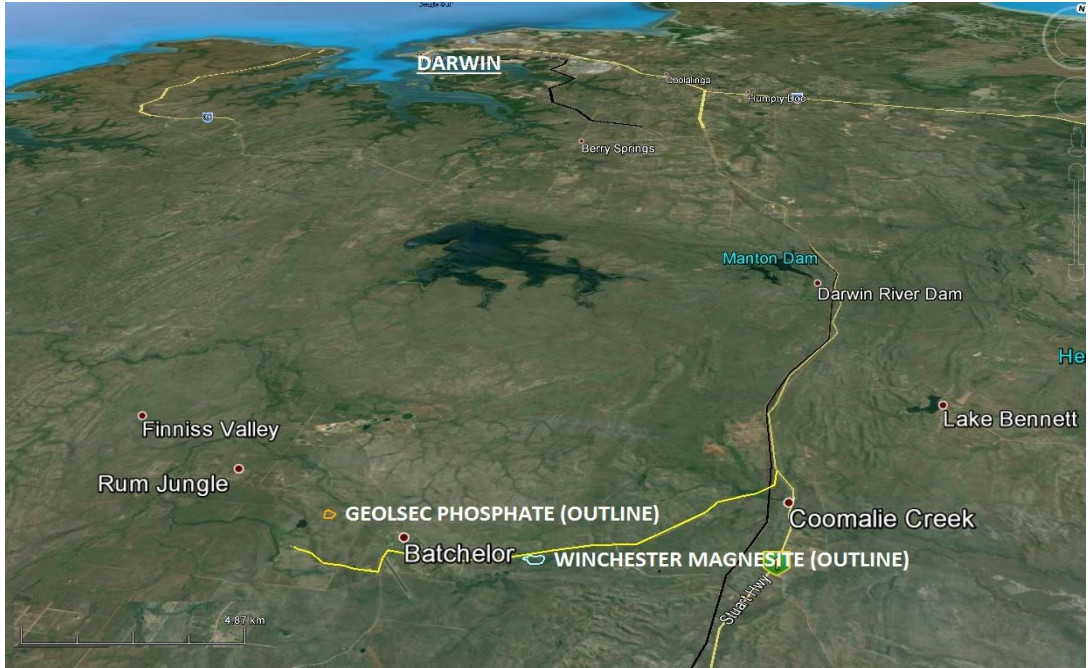 DARWIN
Coolalinga
Humpty Doo
Berry Springs
Manton Dam
Darwin River Dam
He
Lake Bennett
Finniss Valley
Rum Jungle
GEOLSEC PHOSPHATE (OUTLINE)
Coomalie Creek
Batchelor
WINCHESTER MAGNESITE (OUTLINE)
Stuart Hwy
4.87 km
N